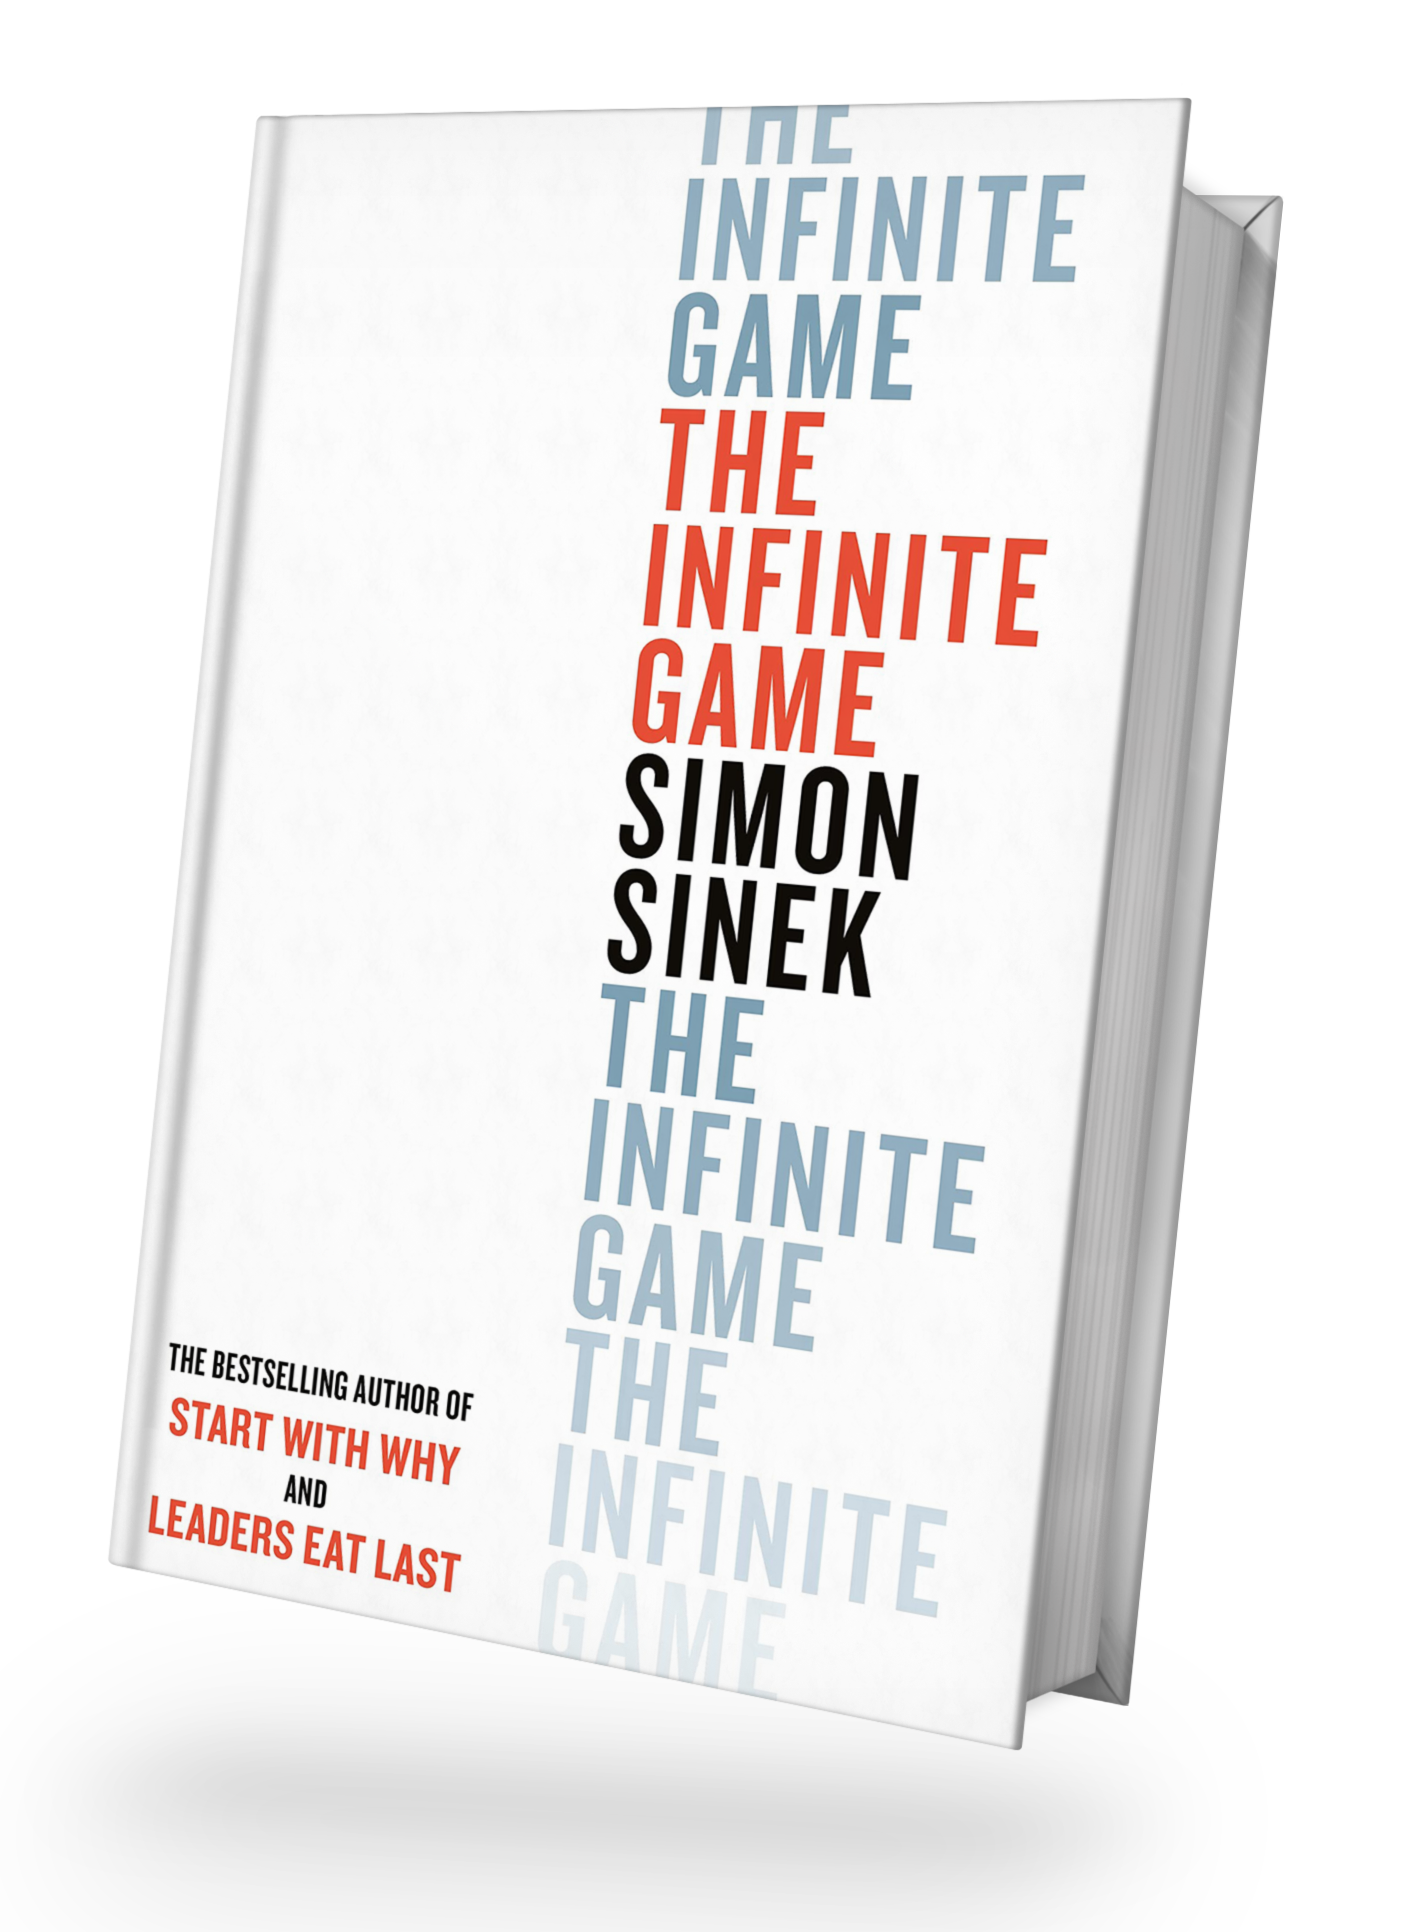 THE
INFINITE
GAME
THE
INFINITE
GAME
SIMON
SINEK
THE
INFINITE
GAME
THE
INFINITE
GAME
THE BESTSELLING AUTHOR OF
START WITH WHY
AND
LEADERS EAT LAST